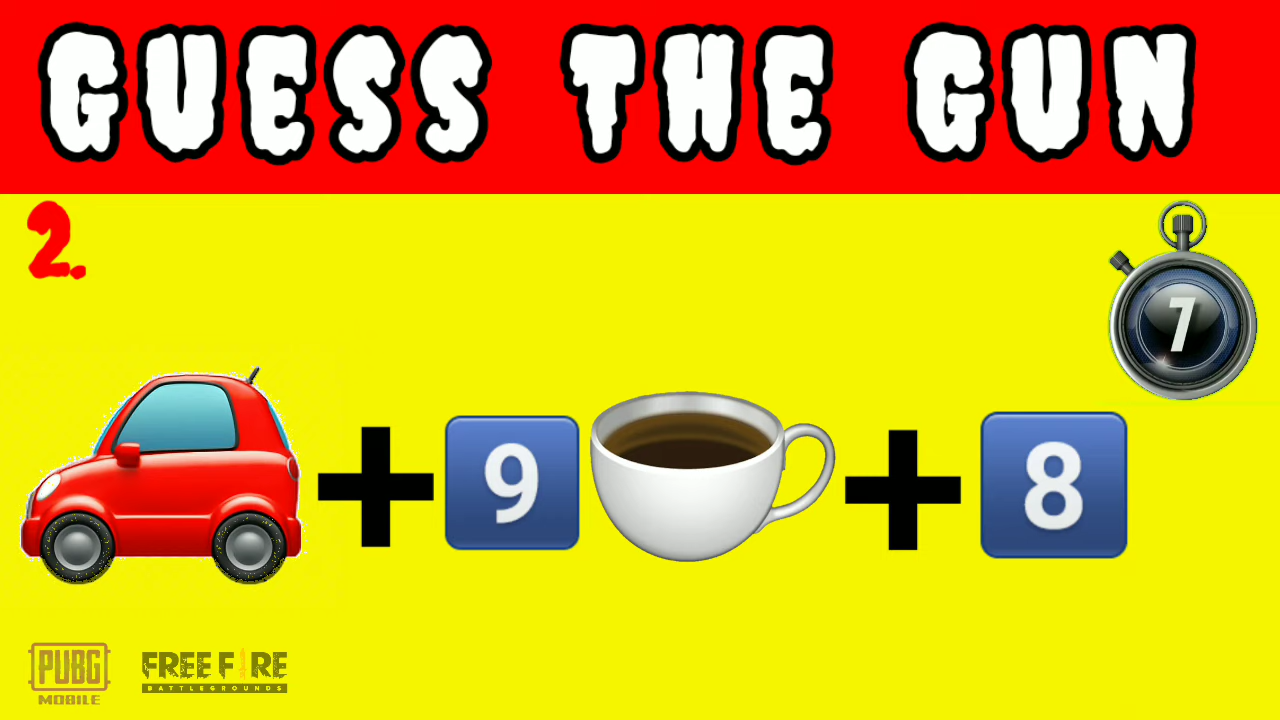 GUESS THE GUN
2.
7
9
8
PUBG
MOBILE
FREE FIRE
BATTLEGROUNDS